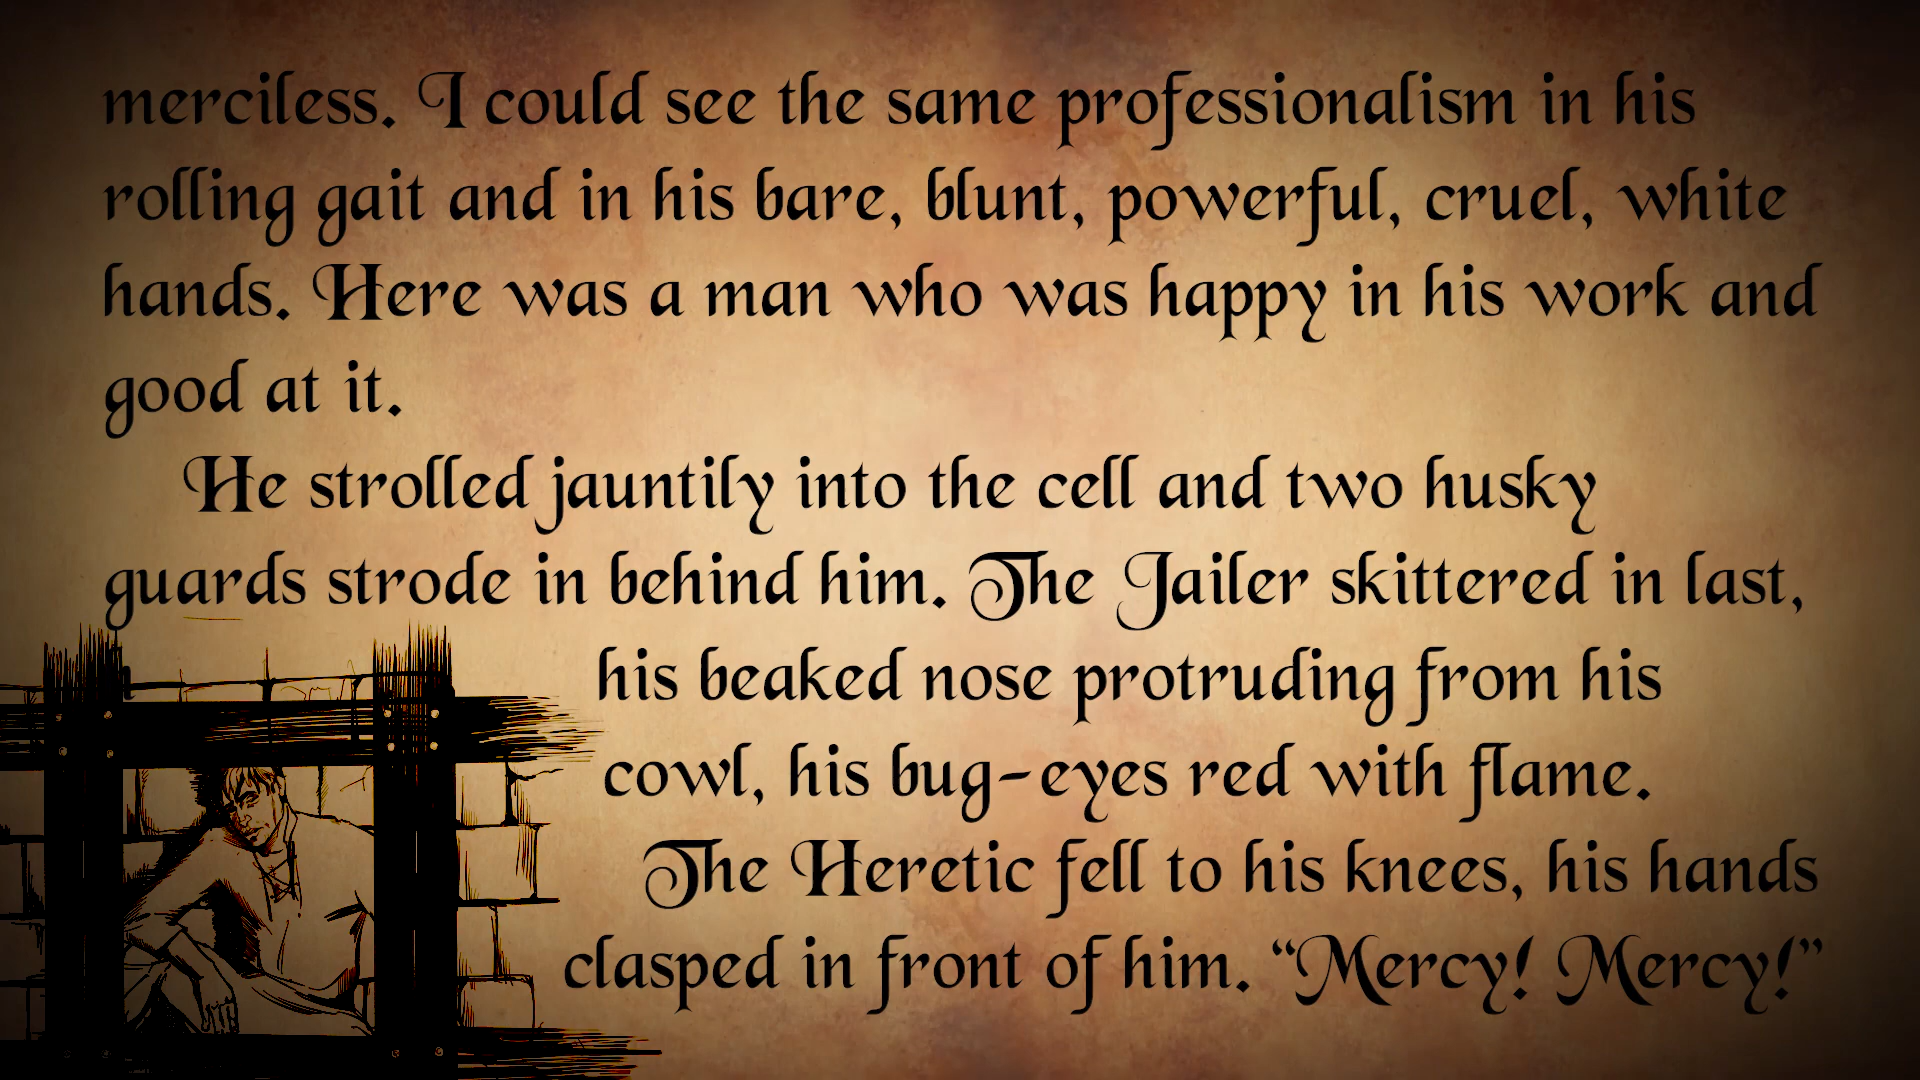 merciless. I could see the same professionalism in his
rolling gait and in his bare, blunt, powerful, cruel, white
hands. Here was a man who was happy in his work and
good at it.
He strolled jauntily into the cell and two husky
guards strode in behind him. The Jailer skittered in last,
his beaked nose protruding from his
cowl, his bug-eyes red with flame.
The Heretic fell to his knees, his hands
clasped in front of him. “Mercy! Mercy!”